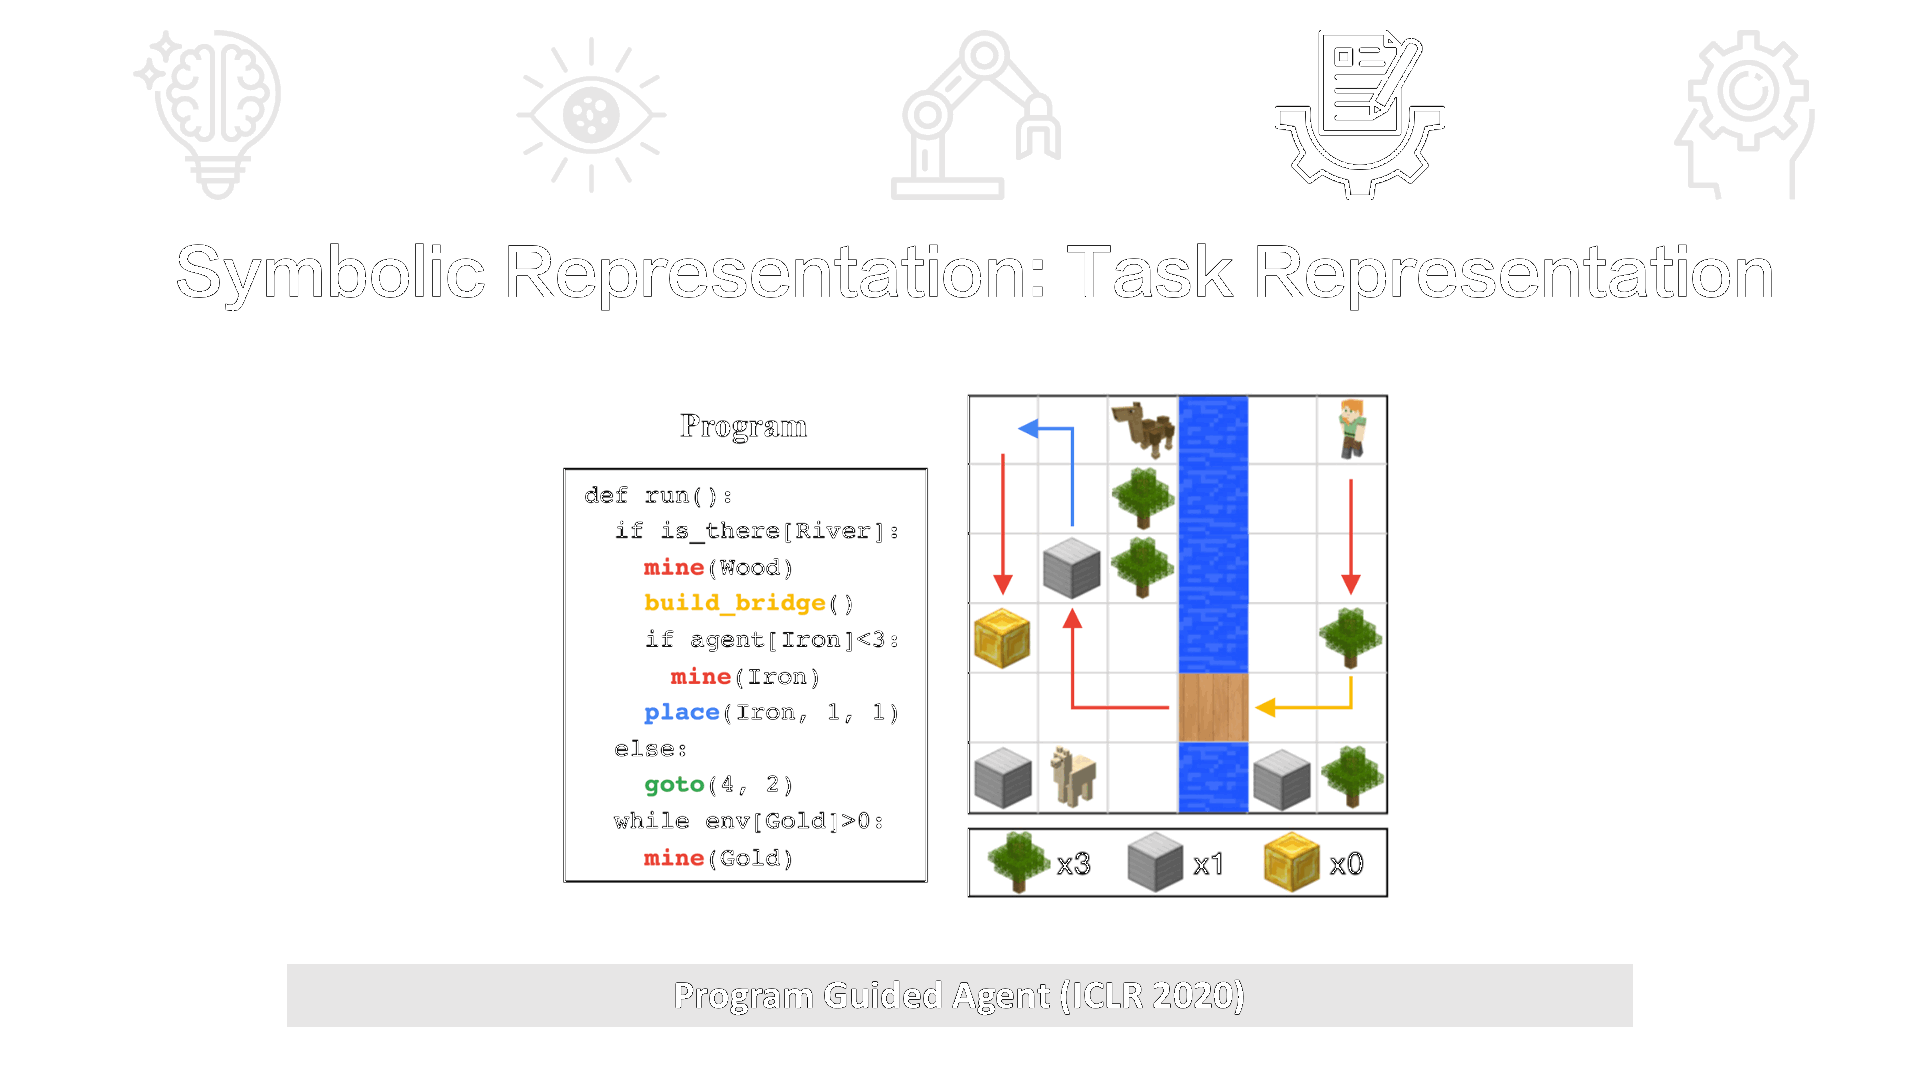 Symbolic Representation: Task Representation
Program
def run():
if is_there[River]:
mine(Wood)
build_bridge()
if agent[Iron]<3:
mine(Iron)
place(Iron, 1, 1)
else:
goto(4, 2)
while env[Gold]>0:
mine(Gold)
x3 x1 x0
Program Guided Agent (ICLR 2020)